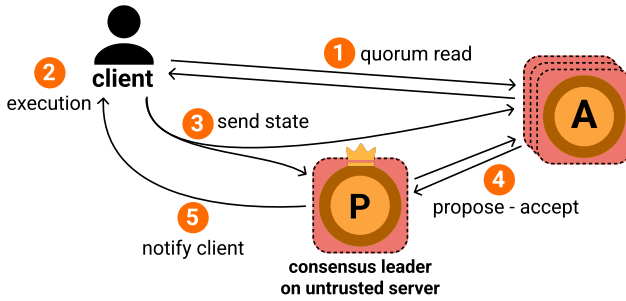 1 quorum read
2
client
execution
A
3 send state
P
4
propose - accept
5
notify client
consensus leader
on untrusted server